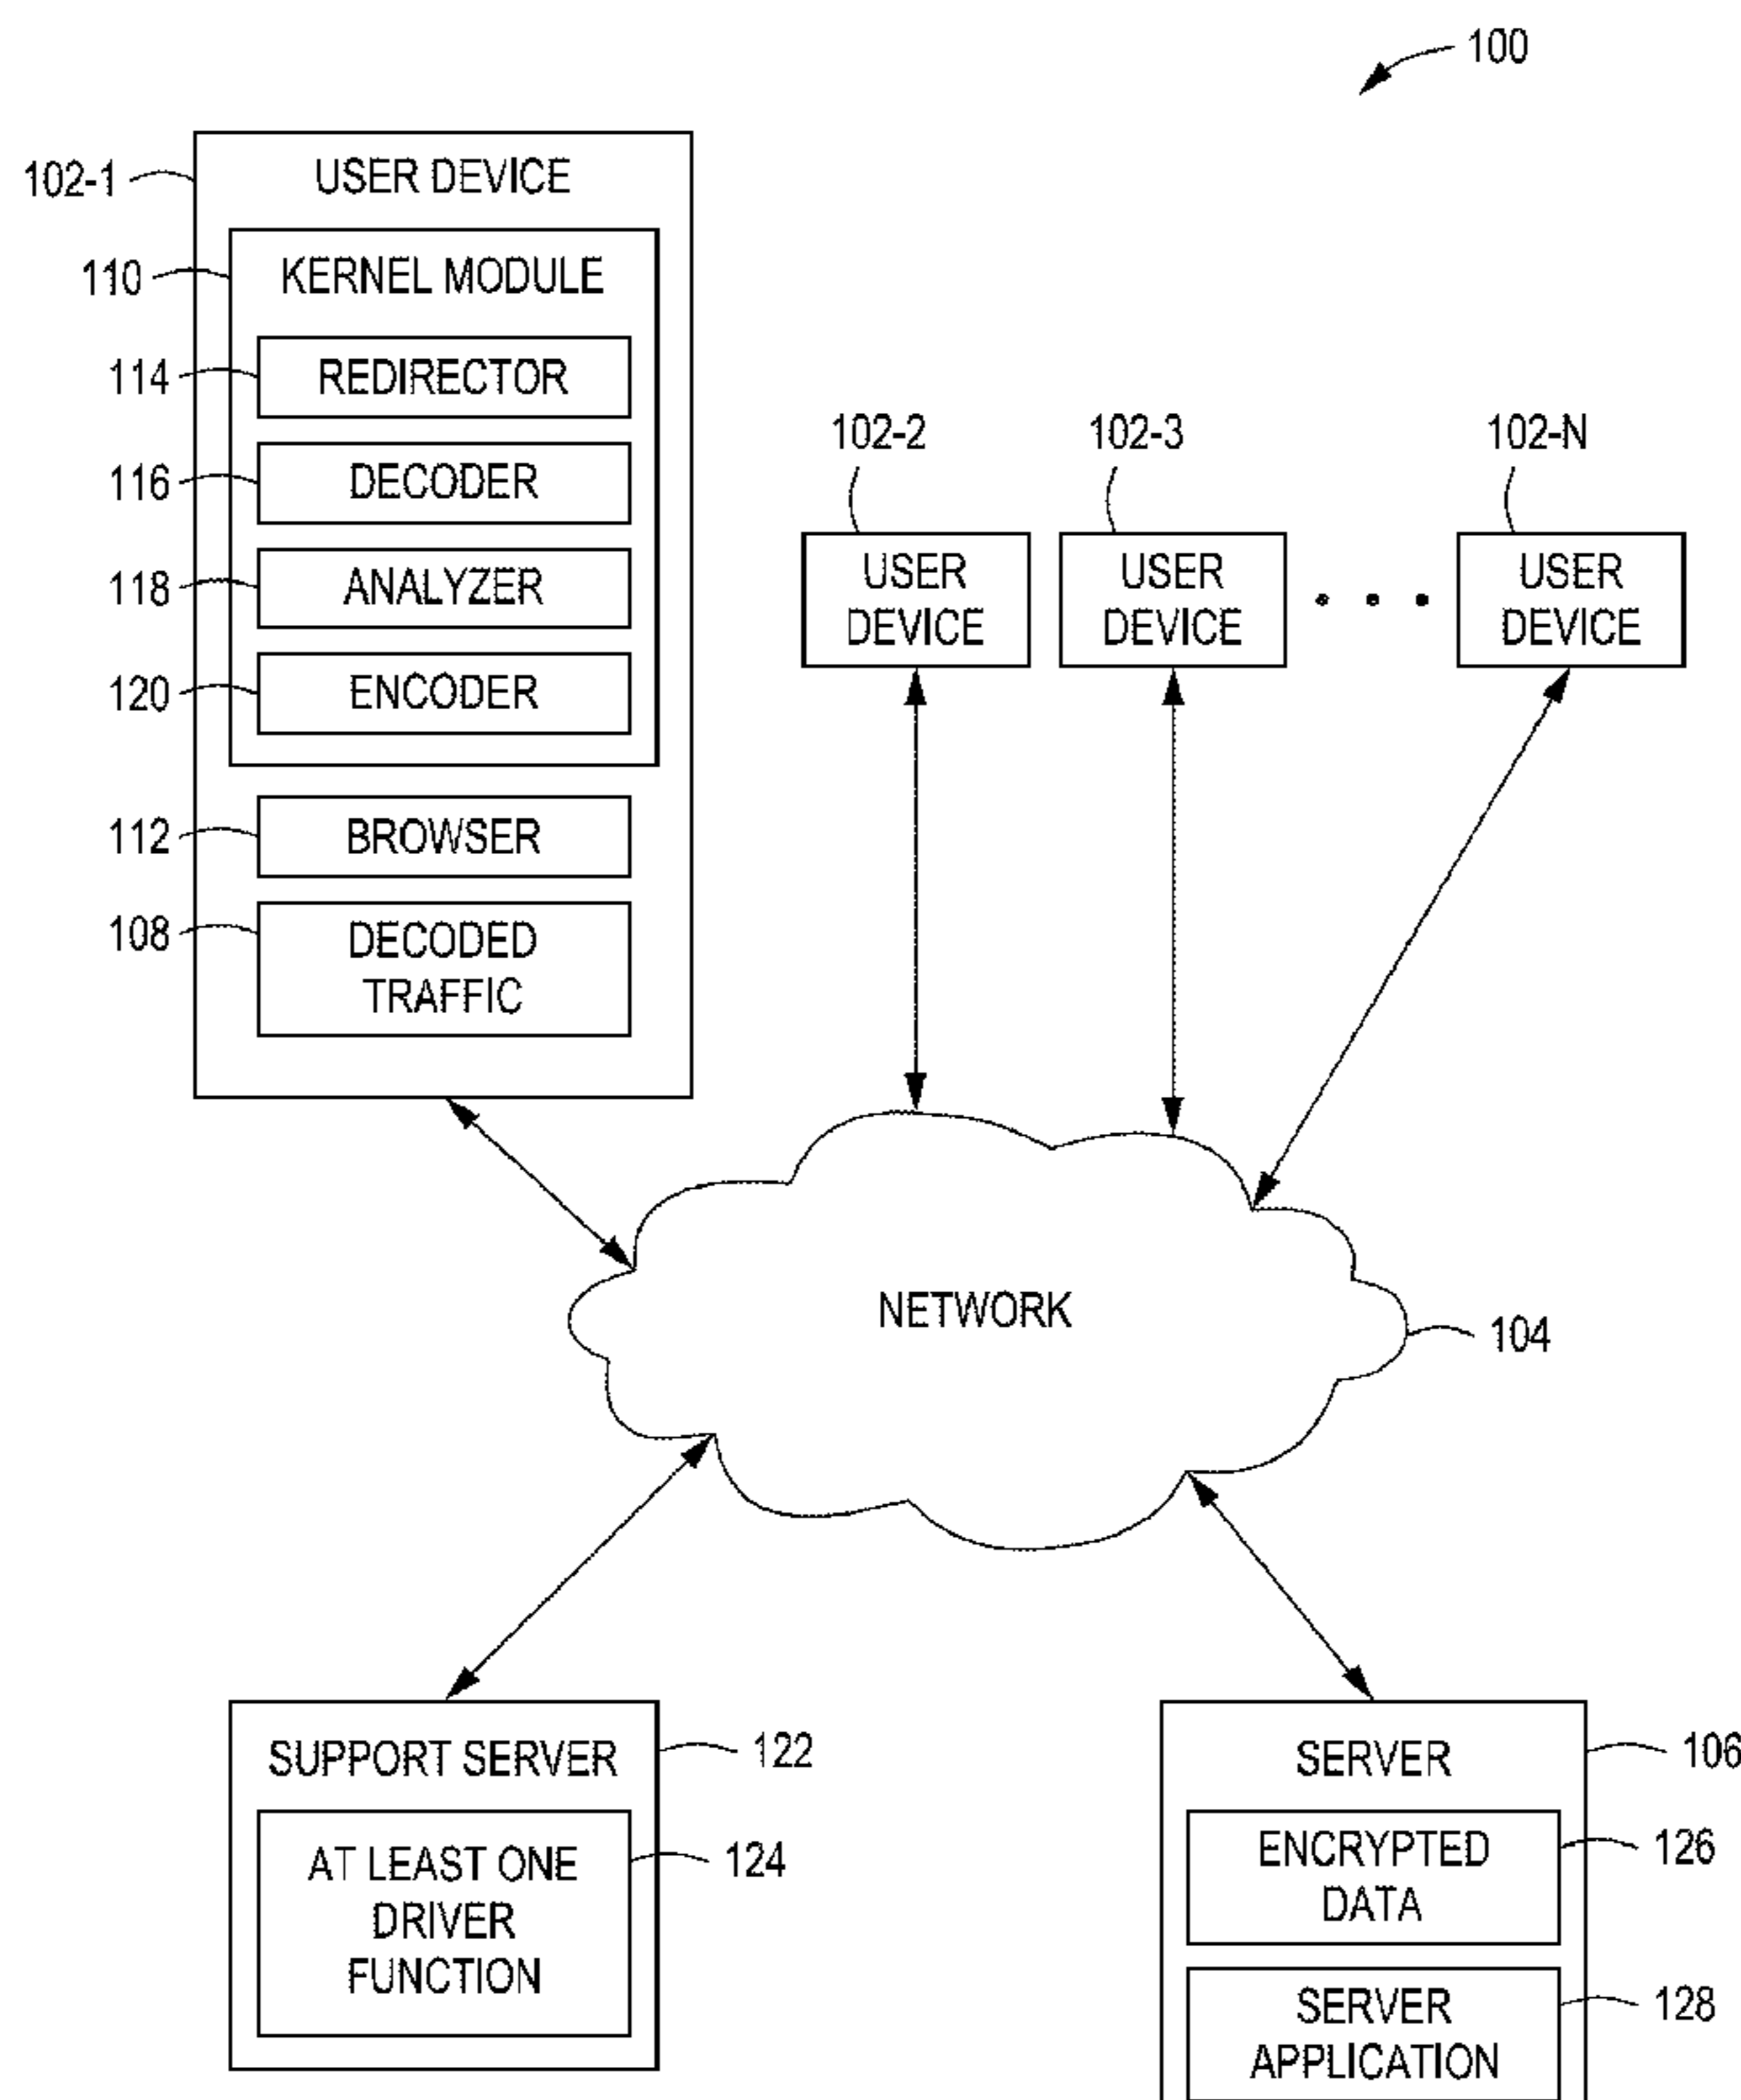 100
102-1
USER DEVICE
110
KERNEL MODULE
114
REDIRECTOR
116
DECODER
118
ANALYZER
120
ENCODER
112
BROWSER
108
DECODED
TRAFFIC
102-2
USER
DEVICE
102-3
USER
DEVICE
102-N
USER
DEVICE
NETWORK
104
SUPPORT SERVER
122
AT LEAST ONE
DRIVER
FUNCTION
124
SERVER
106
ENCRYPTED
DATA
126
SERVER
APPLICATION
128